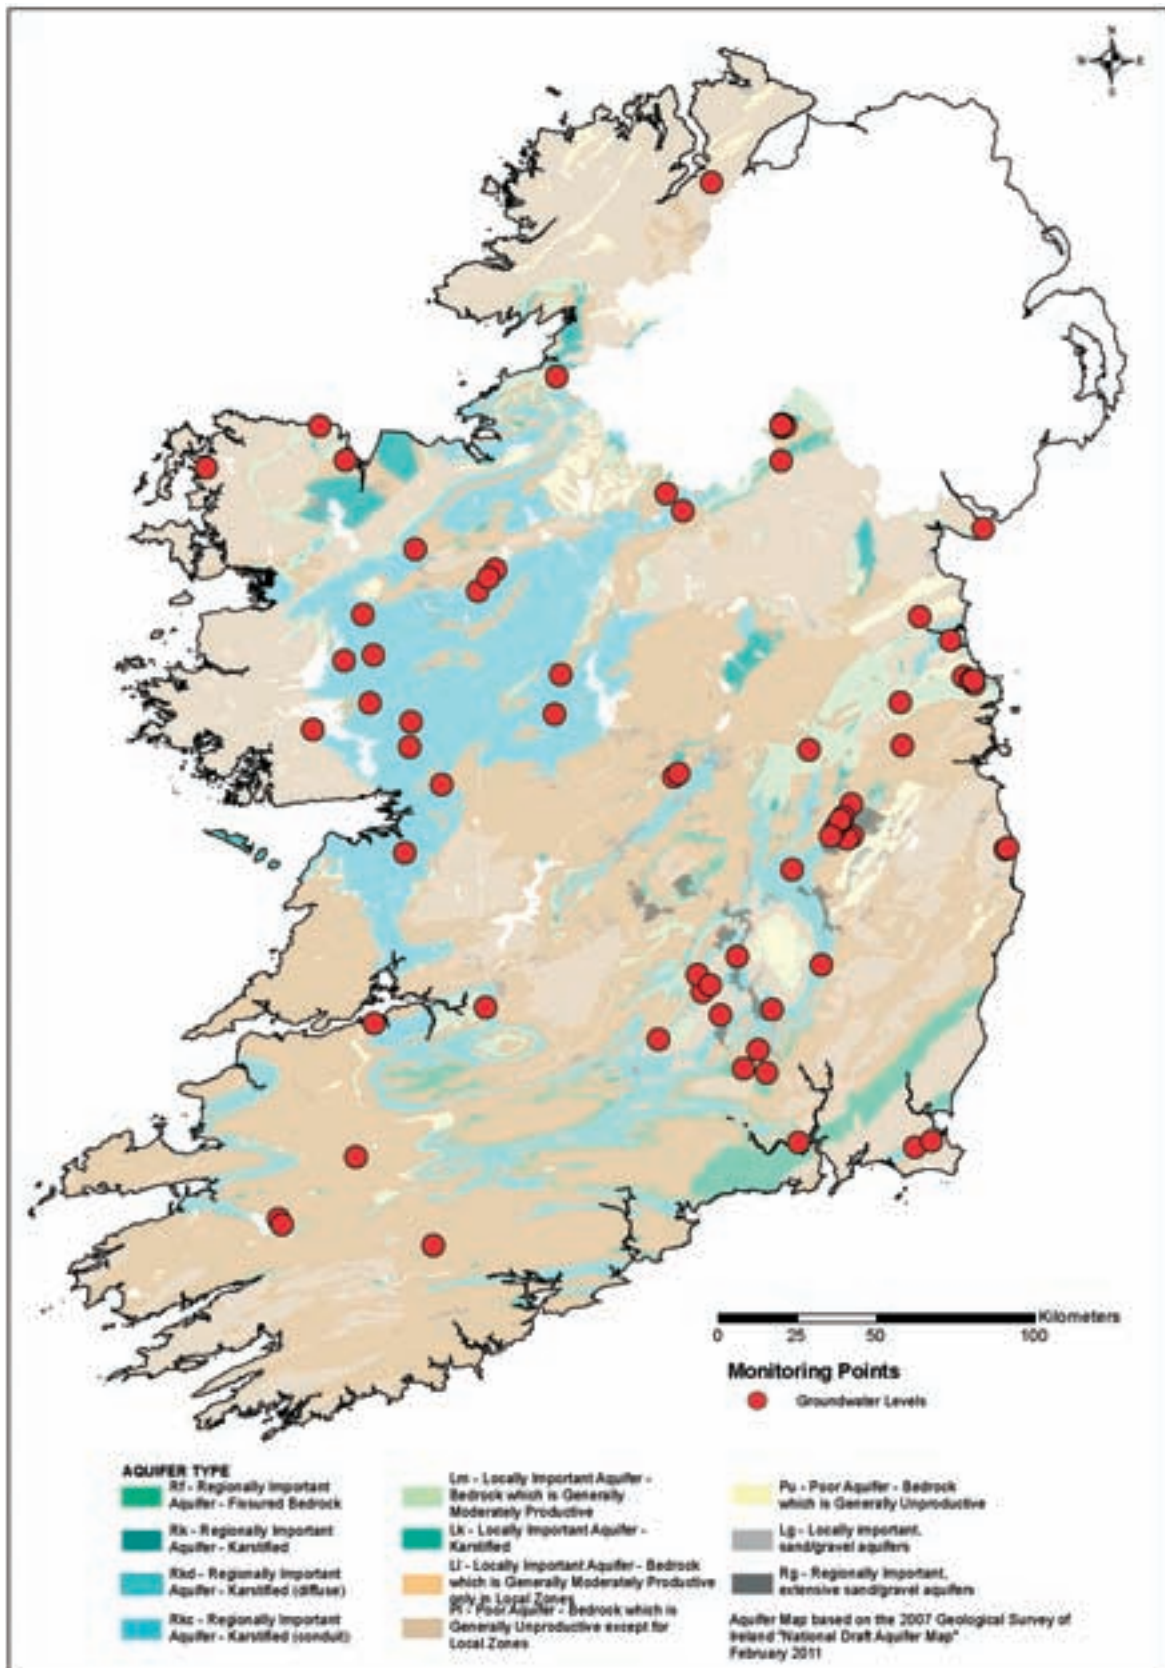 N
W E
S
Kilometers
0 25 50 100
Monitoring Points
Groundwater Levels
AQUIFER TYPE
Rf - Regionally Important
Aquifer - Fissured Bedrock
Rk - Regionally Important
Aquifer - Karstified
Rkd - Regionally Important
Aquifer - Karstified (diffuse)
Rkc - Regionally Important
Aquifer - Karstified (conduit)
Lm - Locally Important Aquifer -
Bedrock which is Generally
Moderately Productive
Lk - Locally Important Aquifer -
Karstified
Ll - Locally Important Aquifer - Bedrock
which is Generally Moderately Productive
only in Local Zones
Pl - Poor Aquifer - Bedrock which is
Generally Unproductive except for
Local Zones
Pu - Poor Aquifer - Bedrock
which is Generally Unproductive
Lg - Locally important,
sand/gravel aquifers
Rg - Regionally Important,
extensive sand/gravel aquifers
Aquifer Map based on the 2007 Geological Survey of
Ireland "National Draft Aquifer Map"
February 2011